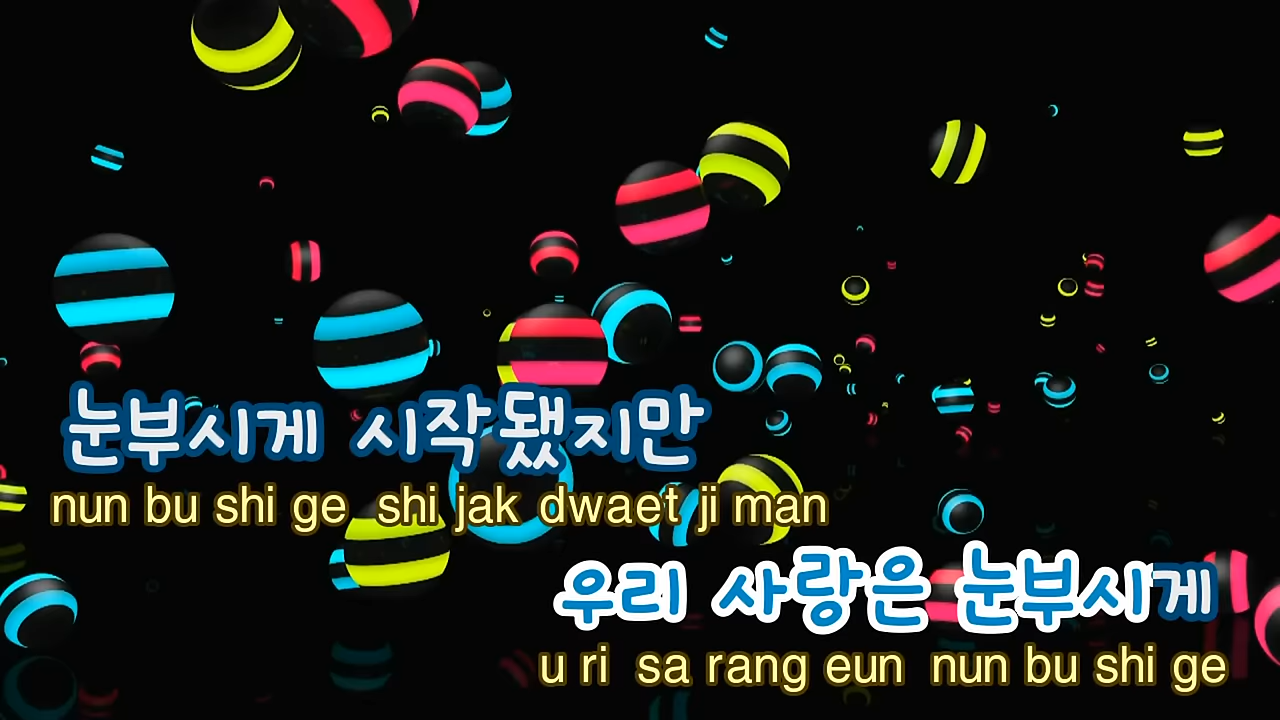 눈부시게 시작됐지만
nun bu shi ge shi jak dwaet ji man
우리 사랑은 눈부시게
u ri sa rang eun nun bu shi ge